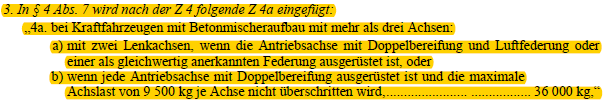 3. In § 4 Abs. 7 wird nach der Z 4 folgende Z 4a eingefügt:
„4a. bei Kraftfahrzeugen mit Betonmischeraufbau mit mehr als drei Achsen:
a) mit zwei Lenkachsen, wenn die Antriebsachse mit Doppelbereifung und Luftfederung oder
einer als gleichwertig anerkannten Federung ausgerüstet ist, oder
b) wenn jede Antriebsachse mit Doppelbereifung ausgerüstet ist und die maximale
Achslast von 9 500 kg je Achse nicht überschritten wird,........................... ................................... 36 000 kg,“